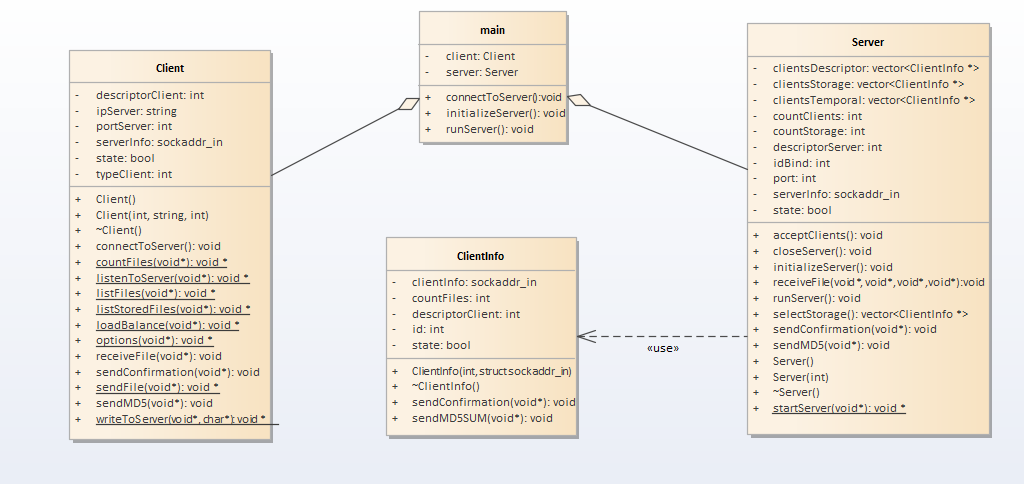 main
- client: Client
- server: Server
+ connectToServer():void
+ initializeServer(): void
+ runServer(): void
Client
- descriptorClient: int
- ipServer: string
- portServer: int
- serverInfo: sockaddr_in
- state: bool
- typeClient: int
+ Client()
+ Client(int, string, int)
+ ~Client()
+ connectToServer(): void
+ countFiles(void*): void *
+ listenToServer(void*): void *
+ listFiles(void*): void *
+ listStoredFiles(void*): void *
+ loadBalance(void*): void *
+ options(void*): void *
+ receiveFile(void*): void
+ sendConfirmation(void*): void
+ sendFile(void*): void *
+ sendMD5(void*): void
+ writeToServer(void*, char*): void *
ClientInfo
- clientInfo: sockaddr_in
- countFiles: int
- descriptorClient: int
- id: int
- state: bool
+ ClientInfo(int, struct sockaddr_in)
+ ~ClientInfo()
+ sendConfirmation(void*): void
+ sendMD5SUM(void*): void
«use»
Server
- clientsDescriptor: vector<ClientInfo *>
- clientsStorage: vector<ClientInfo *>
- clientsTemporal: vector<ClientInfo *>
- countClients: int
- countStorage: int
- descriptorServer: int
- idBind: int
- port: int
- serverInfo: sockaddr_in
- state: bool
+ acceptClients(): void
+ closeServer(): void
+ initializeServer(): void
+ receiveFile(void*, void*,void*,void*):void
+ runServer(): void
+ selectStorage(): vector<ClientInfo *>
+ sendConfirmation(void*): void
+ sendMD5(void*): void
+ Server()
+ Server(int)
+ ~Server()
+ startServer(void*): void *